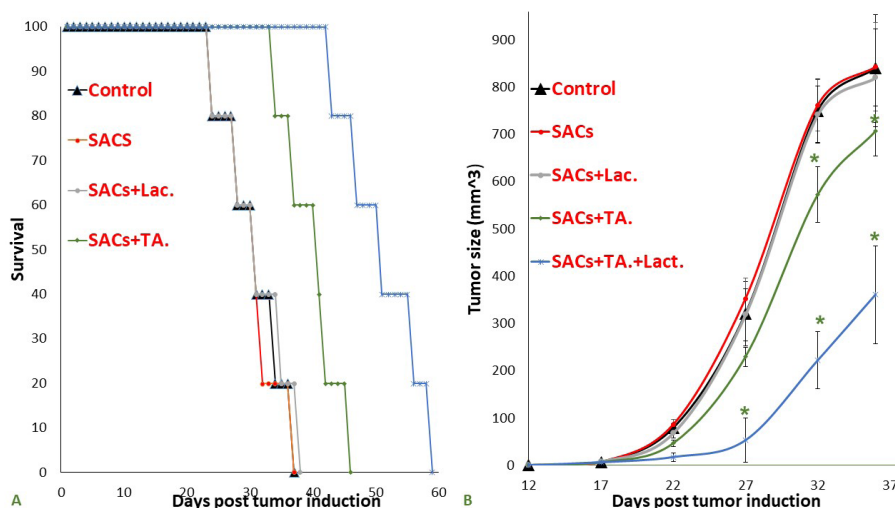 100
90
80
70
60
50
40
30
20
10
0
Survival
Control
SACS
SACs+Lac.
SACs+TA.
0
10
20
30
40
50
60
Days post tumor induction
A
900
800
700
600
500
400
300
200
100
0
Tumor size (mm^3)
Control
SACs
SACs+Lac.
SACs+TA.
SACs+TA.+Lact.
*
*
*
*
*
12
17
22
27
32
37
Days post tumor induction
B